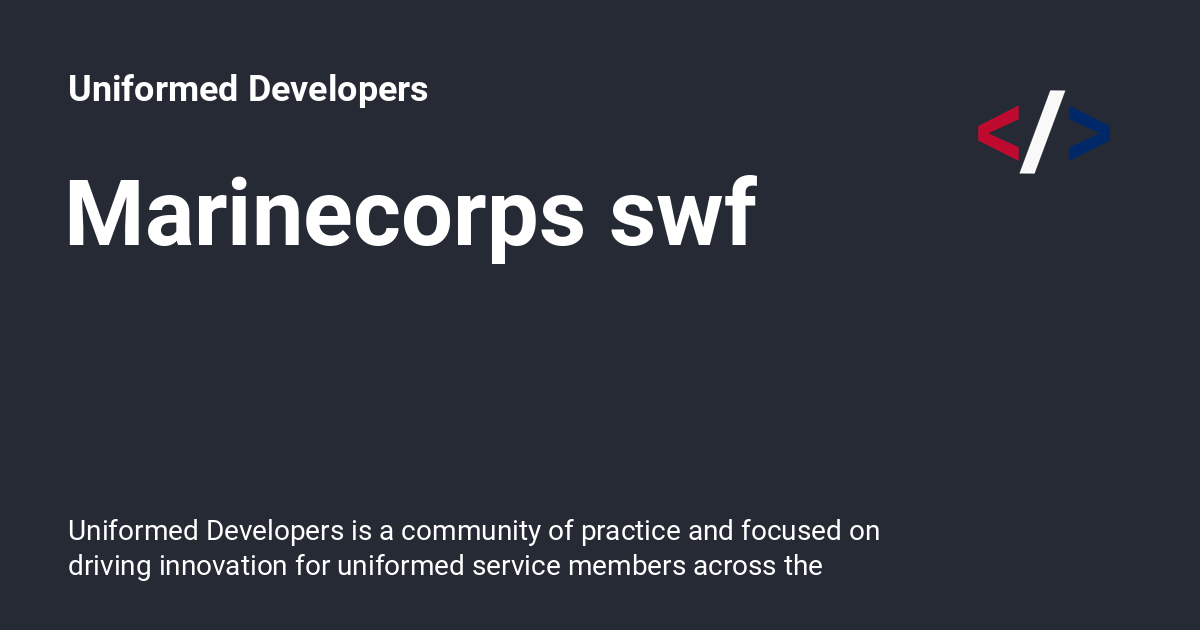 Uniformed Developers
</>
Marinecorps swf
Uniformed Developers is a community of practice and focused on
driving innovation for uniformed service members across the